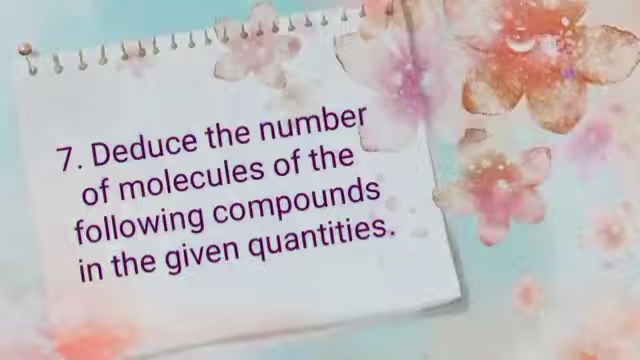 7. Deduce the number
of molecules of the
following compounds
in the given quantities.